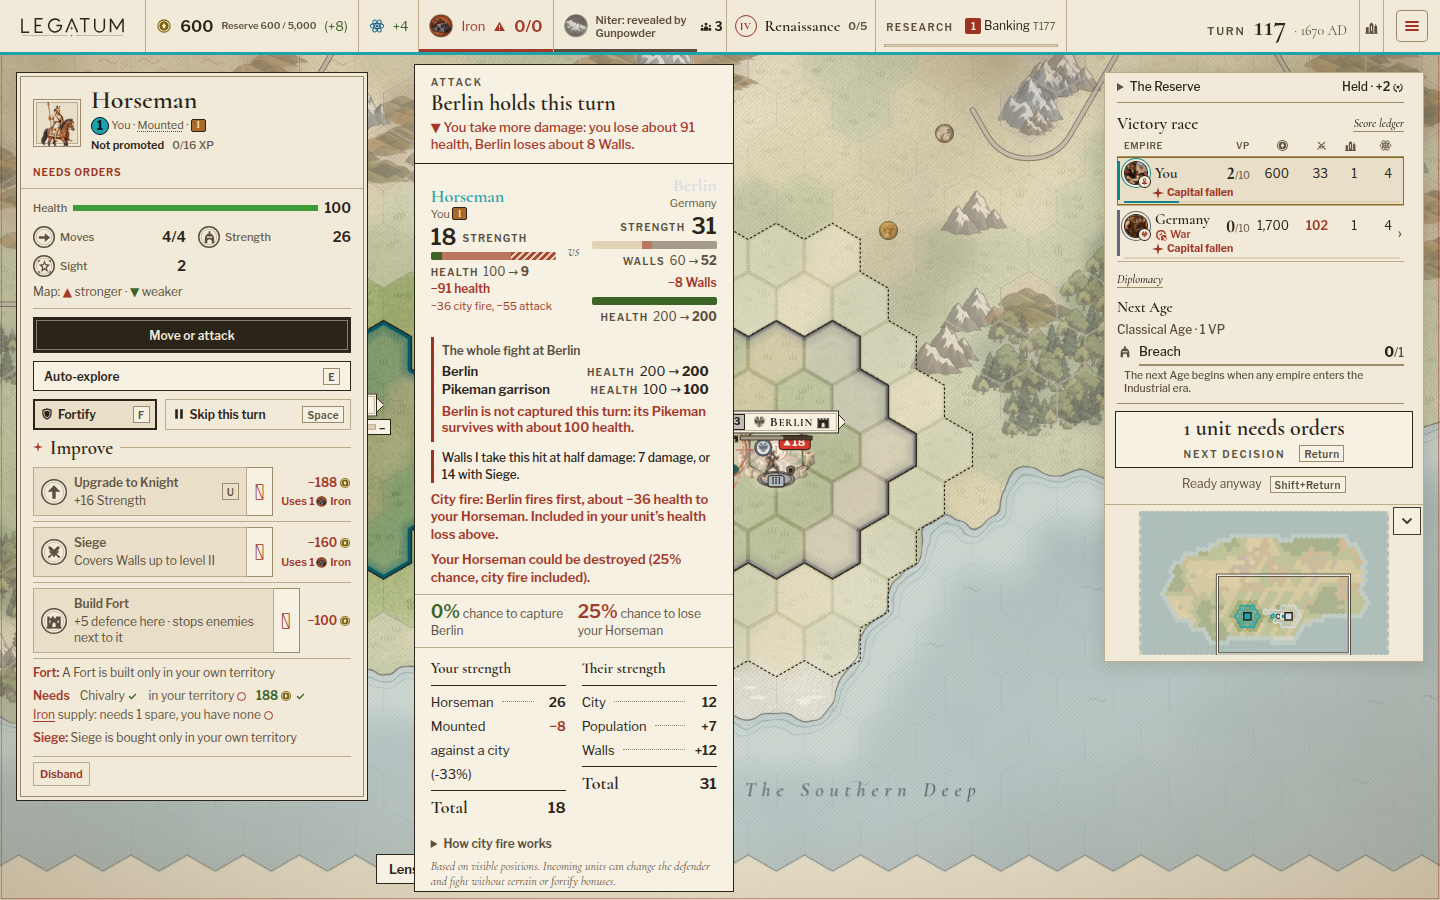 LEGATUM
600 Reserve 600 / 5,000 (+8)
+4
Iron 0/0
Niter: revealed by Gunpowder
3
IV Renaissance 0/5
RESEARCH 1 Banking T177
TURN 117 · 1670 AD
Horseman
1 You · Mounted · I
Not promoted 0/16 XP
NEEDS ORDERS
Health 100
Moves 4/4 Strength 26
Sight 2
Map: ▲ stronger · ▼ weaker
Move or attack
Auto-explore E
Fortify F Skip this turn Space
Improve
Upgrade to Knight U −188
+16 Strength Uses 1 Iron
Siege −160
Covers Walls up to level II Uses 1 Iron
Build Fort
+5 defence here · stops enemies −100
next to it
Fort: A Fort is built only in your own territory
Needs Chivalry ✓ in your territory 188 ✓
Iron supply: needs 1 spare, you have none
Siege: Siege is bought only in your own territory
Disband
ATTACK
Berlin holds this turn
▼ You take more damage: you lose about 91
health, Berlin loses about 8 Walls.
Horseman
You I
18 STRENGTH
HEALTH 100 → 9
−91 health
−36 city fire, −55 attack
vs
Berlin
Germany
STRENGTH 31
WALLS 60 → 52
−8 Walls
HEALTH 200 → 200
The whole fight at Berlin
Berlin HEALTH 200 → 200
Pikeman garrison HEALTH 100 → 100
Berlin is not captured this turn: its Pikeman
survives with about 100 health.
Walls I take this hit at half damage: 7 damage, or
14 with Siege.
City fire: Berlin fires first, about −36 health to
your Horseman. Included in your unit's health
loss above.
Your Horseman could be destroyed (25%
chance, city fire included).
0% chance to capture
Berlin
25% chance to lose
your Horseman
Your strength
Horseman 26
Mounted −8
against a city
(-33%)
Total 18
Their strength
City 12
Population +7
Walls +12
Total 31
▶ How city fire works
Based on visible positions. Incoming units can change the defender
and fight without terrain or fortify bonuses.
Lens
3 BERLIN
▲18
III
The Southern Deep
▶ The Reserve Held · +2
Victory race Score ledger
EMPIRE VP
You 2/10 600 33 1 4
Capital fallen
Germany 0/10 1,700 102 1 4 ›
War
Capital fallen
Diplomacy
Next Age
Classical Age · 1 VP
Breach 0/1
The next Age begins when any empire enters the
Industrial era.
1 unit needs orders
NEXT DECISION Return
Ready anyway Shift+Return